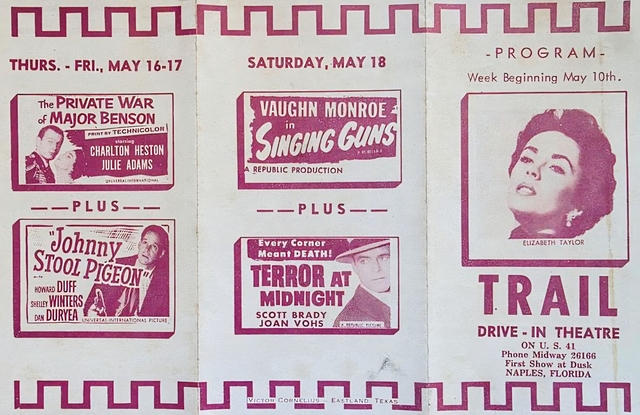 THURS. - FRI., MAY 16-17
The PRIVATE WAR
of MAJOR BENSON
PRINT BY TECHNICOLOR
starring
CHARLTON HESTON
JULIE ADAMS
UNIVERSAL-INTERNATIONAL
PLUS
"Johnny
STOOL PIGEON"
HOWARD DUFF
SHELLEY WINTERS
DAN DURYEA
UNIVERSAL-INTERNATIONAL PICTURE
SATURDAY, MAY 18
VAUGHN MONROE
in
SINGING GUNS
A REPUBLIC PRODUCTION
PLUS
Every Corner
Meant DEATH!
TERROR AT
MIDNIGHT
SCOTT BRADY
JOAN VOHS
A REPUBLIC PICTURE
VICTOR CORNELIUS - EASTLAND, TEXAS
-PROGRAM-
Week Beginning May 10th.
ELIZABETH TAYLOR
TRAIL
DRIVE - IN THEATRE
ON U. S. 41
Phone Midway 26166
First Show at Dusk
NAPLES, FLORIDA